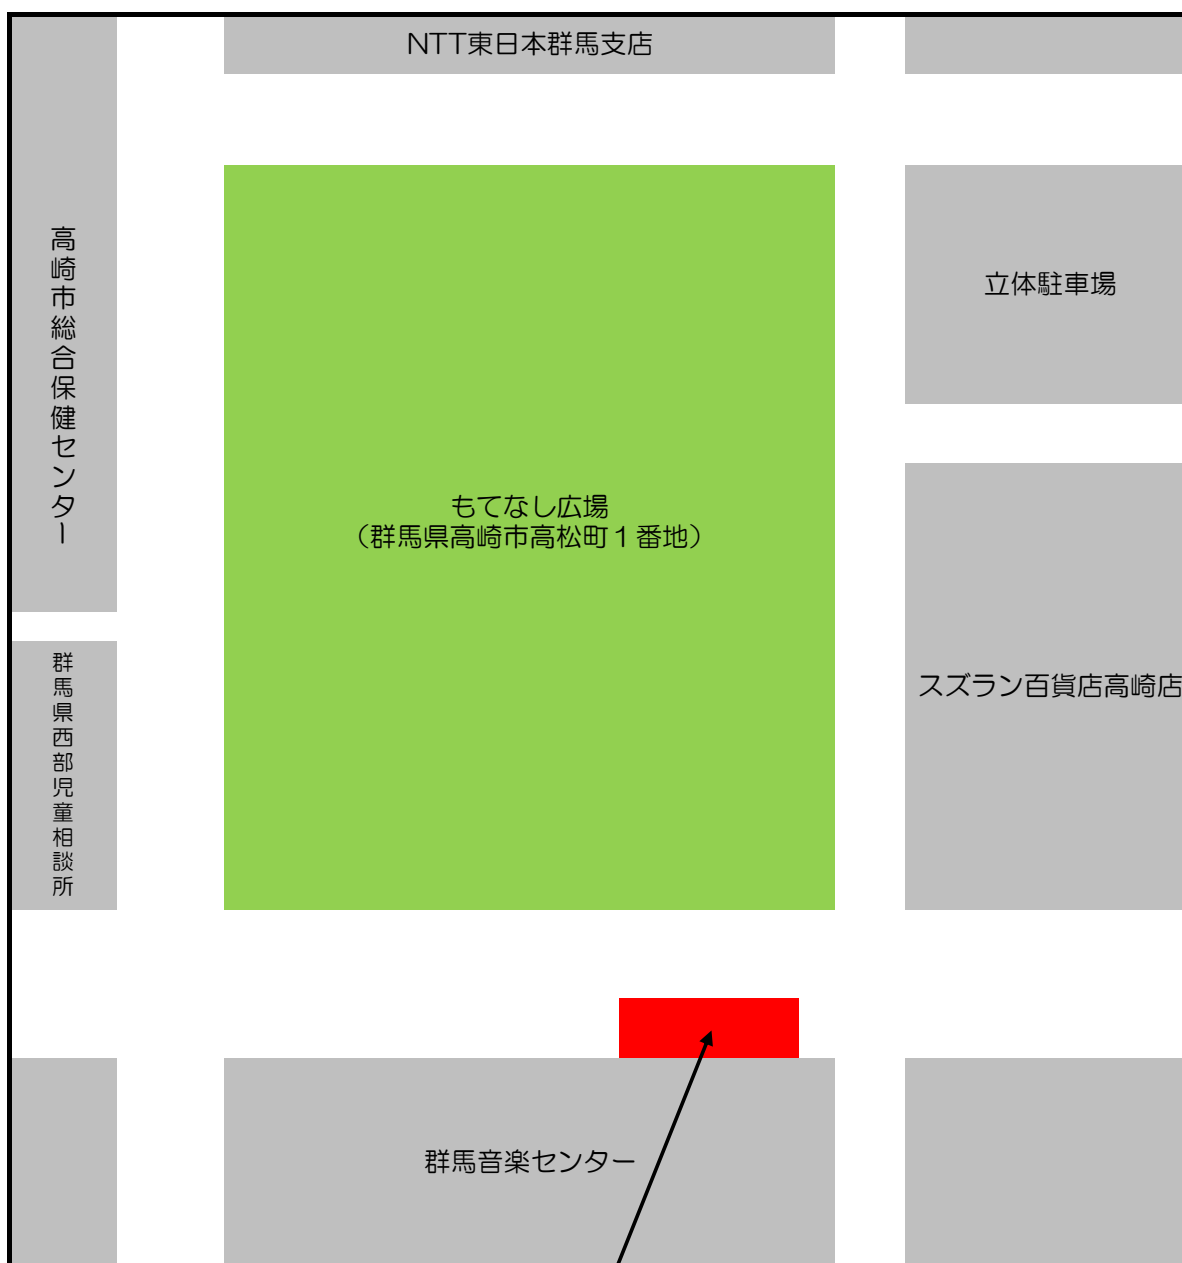 NTT東日本群馬支店
高崎市総合保健センター
立体駐車場
もてなし広場
（群馬県高崎市高松町１番地）
群馬県西部児童相談所
スズラン百貨店高崎店
群馬音楽センター